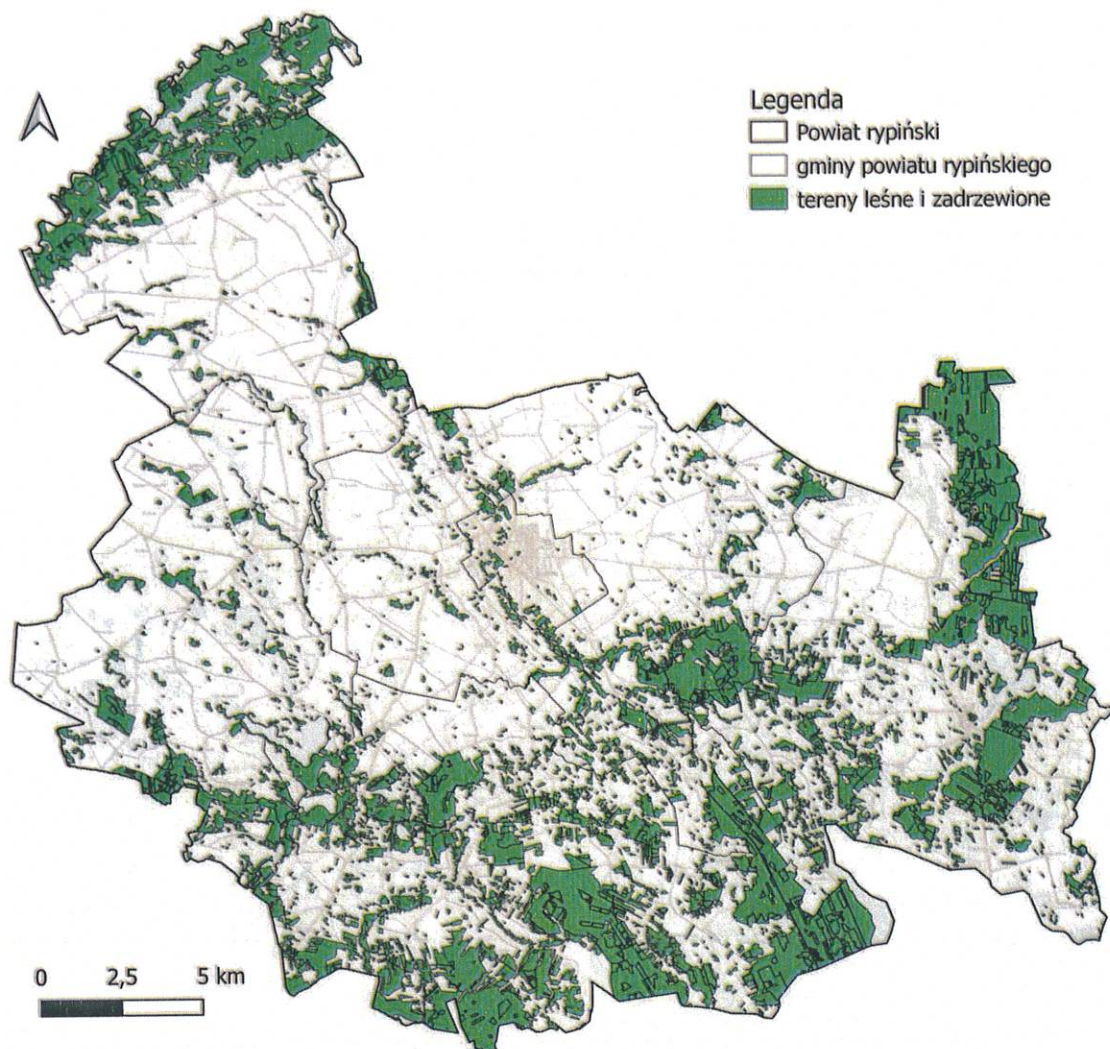 Legenda
Powiat rypiński
gminy powiatu rypińskiego
tereny leśne i zadrzewione
0 2,5 5 km